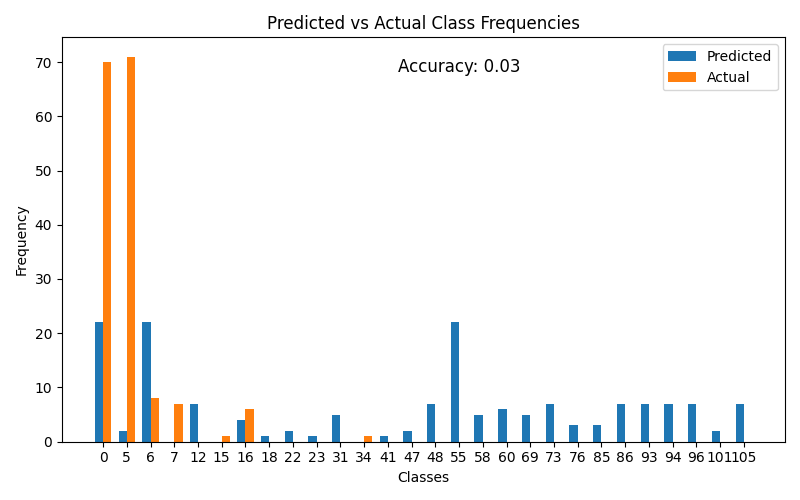 Predicted vs Actual Class Frequencies
Accuracy: 0.03
Predicted
Actual
Frequency
70
60
50
40
30
20
10
0
0 5 6 7 12 15 16 18 22 23 31 34 41 47 48 55 58 60 69 73 76 85 86 93 94 96 101 105
Classes